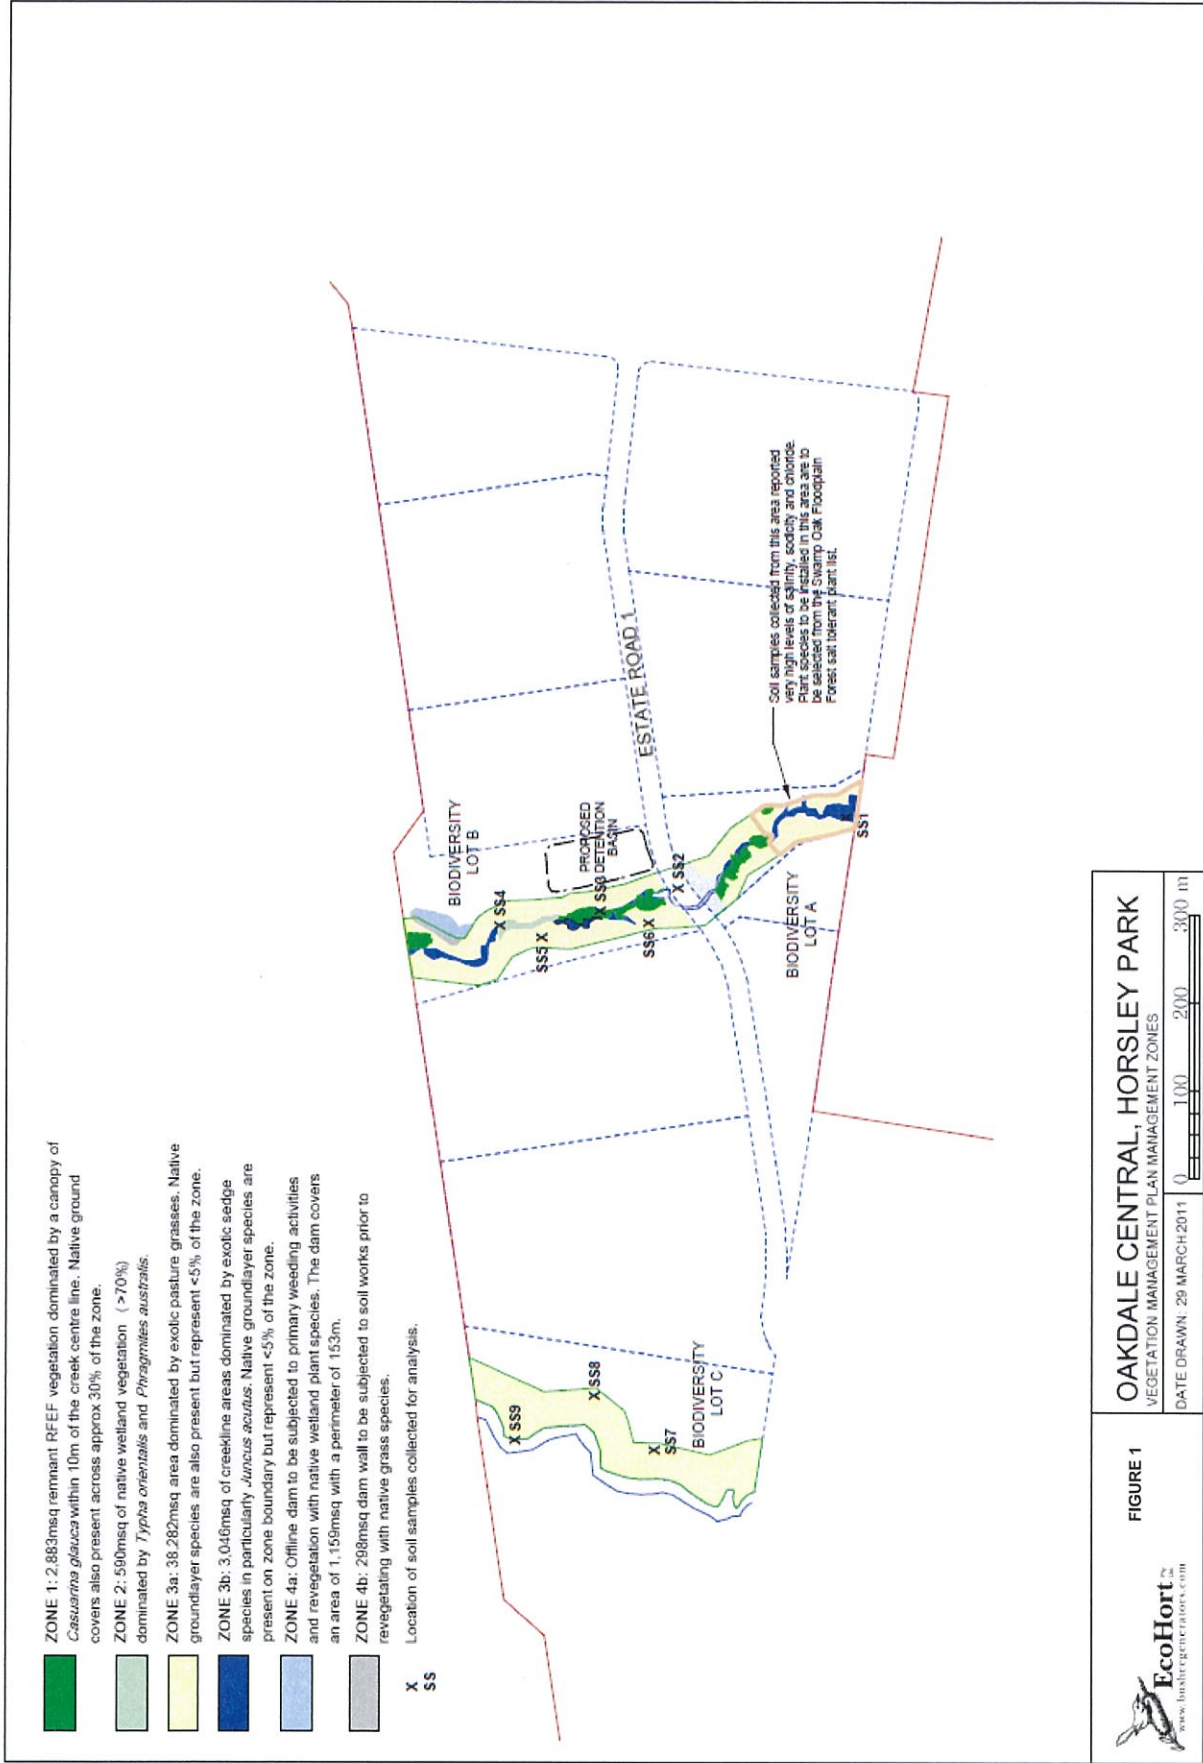 ZONE 1: 2,883msq remnant RFEF vegetation dominated by a canopy of
Casuarina glauca within 10m of the creek centre line. Native ground
covers also present across approx 30% of the zone.
ZONE 2: 590msq of native wetland vegetation ( >70%)
dominated by Typha orientalis and Phragmites australis.
ZONE 3a: 38,282msq area dominated by exotic pasture grasses. Native
groundlayer species are also present but represent <5% of the zone.
ZONE 3b: 3,046msq of creekline areas dominated by exotic sedge
species in particularly Juncus acutus. Native groundlayer species are
present on zone boundary but represent <5% of the zone.
ZONE 4a: Offline dam to be subjected to primary weeding activities
and revegetation with native wetland plant species. The dam covers
an area of 1,159msq with a perimeter of 153m.
ZONE 4b: 298msq dam wall to be subjected to soil works prior to
revegetating with native grass species.
X
SS
Location of soil samples collected for analysis.
BIODIVERSITY
LOT B
X SS4
SS5 X
PROPOSED
DETENTION
BASIN
X SS3
SS6 X
X SS2
ESTATE ROAD 1
Soil samples collected from this area reported
very high levels of salinity, sodicity and chloride.
Plant species to be installed in this area are to
be selected from the Swamp Oak Floodplain
Forest salt tolerant plant list.
X
SS1
BIODIVERSITY
LOT A
X SS9
X SS8
X
SS7
BIODIVERSITY
LOT C
FIGURE 1
EcoHort
www.bushregenerators.com
OAKDALE CENTRAL, HORSLEY PARK
VEGETATION MANAGEMENT PLAN MANAGEMENT ZONES
DATE DRAWN: 29 MARCH 2011
0 100 200 300 m